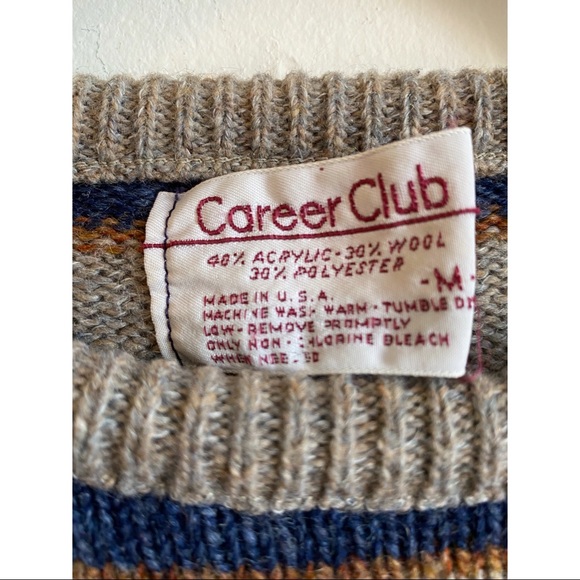 Career Club
40% ACRYLIC - 30% WOOL
30% POLYESTER
- M -
MADE IN U.S.A.
MACHINE WASH WARM - TUMBLE
LOW - REMOVE PROMPTLY
ONLY NON - CHLORINE BLEACH
WHEN NEEDED